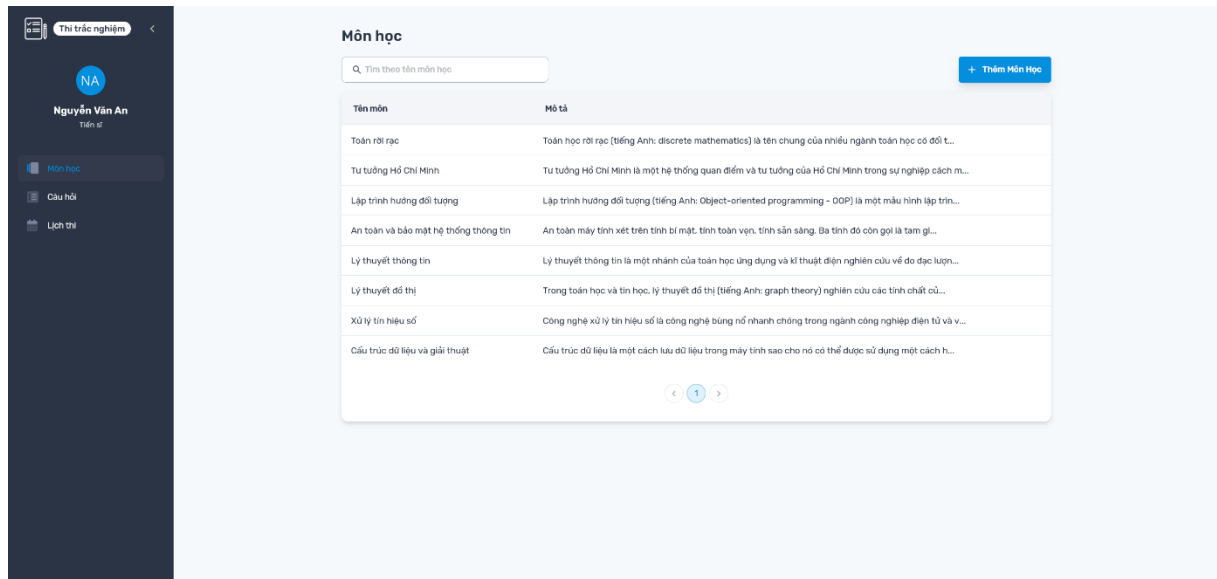 Thi trắc nghiệm
NA
Nguyễn Văn An
Tiến sĩ
Môn học
Câu hỏi
Lịch thi
Môn học
Tìm theo tên môn học
+ Thêm Môn Học
Tên môn Mô tả
Toán rời rạc Toán học rời rạc (tiếng Anh: discrete mathematics) là tên chung của nhiều ngành toán học có đối t...
Tư tưởng Hồ Chí Minh Tư tưởng Hồ Chí Minh là một hệ thống quan điểm và tư tưởng của Hồ Chí Minh trong sự nghiệp cách m...
Lập trình hướng đối tượng Lập trình hướng đối tượng (tiếng Anh: Object-oriented programming - OOP) là một mẫu hình lập trìn...
An toàn và bảo mật hệ thống thông tin An toàn máy tính xét trên tính bí mật, tính toàn vẹn, tính sẵn sàng. Ba tính đó còn gọi là tam gi...
Lý thuyết thông tin Lý thuyết thông tin là một nhánh của toán học ứng dụng và kĩ thuật điện nghiên cứu về đo đạc lượn...
Lý thuyết đồ thị Trong toán học và tin học, lý thuyết đồ thị (tiếng Anh: graph theory) nghiên cứu các tính chất củ...
Xử lý tín hiệu số Công nghệ xử lý tín hiệu số là công nghệ bùng nổ nhanh chóng trong ngành công nghiệp điện tử và v...
Cấu trúc dữ liệu và giải thuật Cấu trúc dữ liệu là một cách lưu dữ liệu trong máy tính sao cho nó có thể được sử dụng một cách h...
1